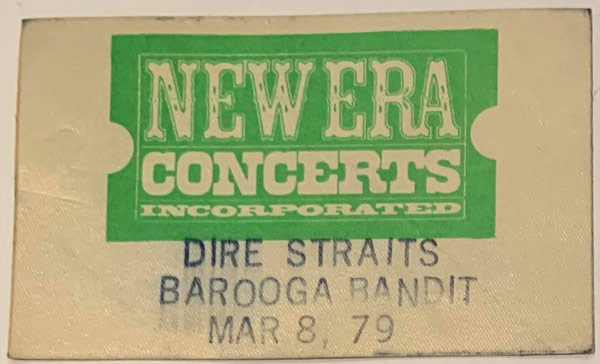 NEW ERA
CONCERTS
INCORPORATED
DIRE STRAITS
BAROOGA BANDIT
MAR 8, 79